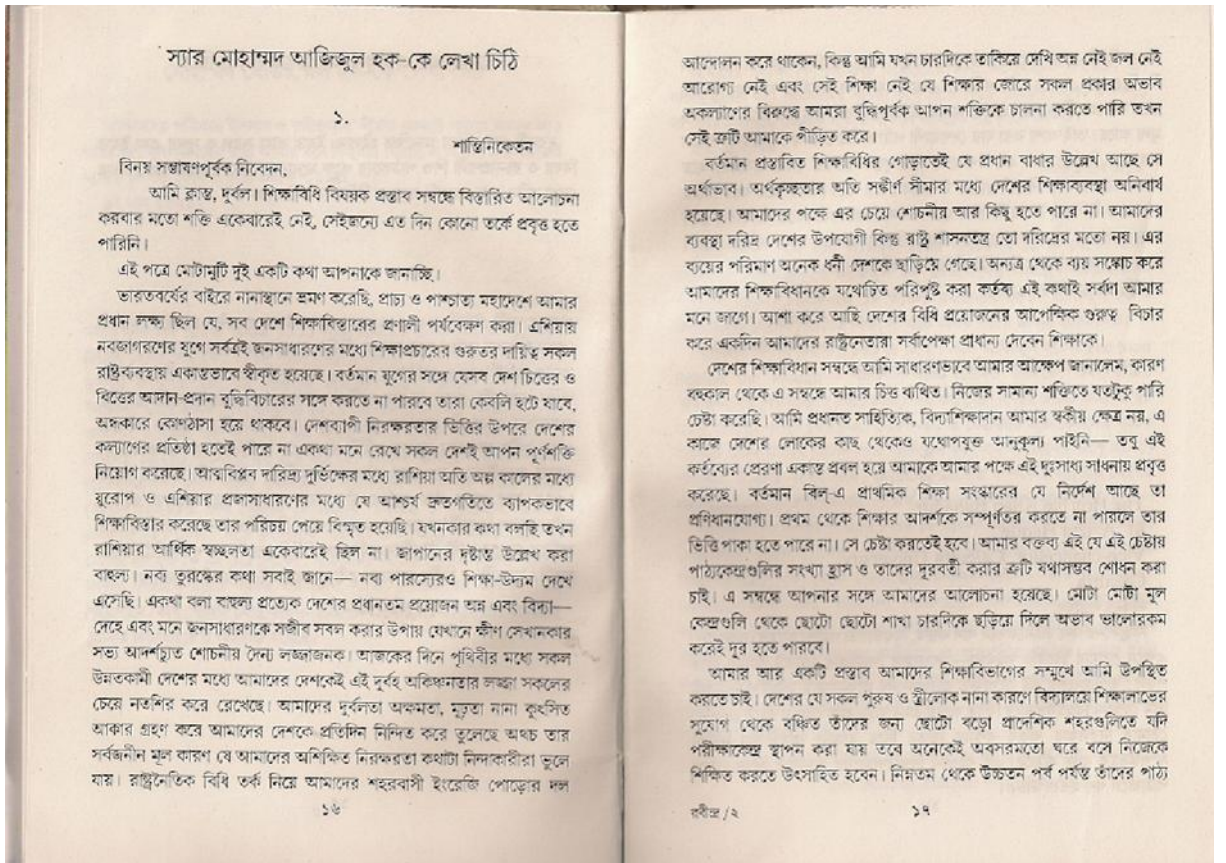 স্যার মোহাম্মদ আজিজুল হক-কে লেখা চিঠি
১.
শান্তিনিকেতন
বিনয় সম্ভাষণপূর্বক নিবেদন,
আমি ক্লান্ত, দুর্বল। শিক্ষাবিধি বিষয়ক প্রস্তাব সম্বন্ধে বিস্তারিত আলোচনা
করবার মতো শক্তি একেবারেই নেই, সেইজন্যে এত দিন কোনো তর্কে প্রবৃত্ত হতে
পারিনি।
এই পত্রে মোটামুটি দুই একটি কথা আপনাকে জানাচ্ছি।
ভারতবর্ষের বাইরে নানাস্থানে ভ্রমণ করেছি, প্রাচ্য ও পাশ্চাত্য মহাদেশে আমার
প্রধান লক্ষ্য ছিল যে, সব দেশে শিক্ষাবিস্তারের প্রণালী পর্যবেক্ষণ করা। এশিয়ায়
নবজাগরণের যুগে সর্বত্রই জনসাধারণের মধ্যে শিক্ষাপ্রচারের গুরুতর দায়িত্ব সকল
রাষ্ট্রব্যবস্থায় একান্তভাবে স্বীকৃত হয়েছে। বর্তমান যুগের সঙ্গে যেসব দেশ চিত্তের ও
বিত্তের আদান-প্রদান বুদ্ধিবিচারের সঙ্গে করতে না পারবে তারা কেবলি হটে যাবে,
অন্ধকারে কোণঠাসা হয়ে থাকবে। দেশব্যাপী নিরক্ষরতার ভিত্তির উপরে দেশের
কল্যাণের প্রতিষ্ঠা হতেই পারে না একথা মনে রেখে সকল দেশই আপন পূর্ণশক্তি
নিয়োগ করেছে। আত্মবিপ্লব দারিদ্র্য দুর্ভিক্ষের মধ্যে রাশিয়া অতি অল্প কালের মধ্যে
য়ুরোপ ও এশিয়ার প্রজাসাধারণের মধ্যে যে আশ্চর্য দ্রুতগতিতে ব্যাপকভাবে
শিক্ষাবিস্তার করেছে তার পরিচয় পেয়ে বিস্মৃত হয়েছি। যখনকার কথা বলছি তখন
রাশিয়ার আর্থিক স্বচ্ছলতা একেবারেই ছিল না। জাপানের দৃষ্টান্ত উল্লেখ করা
বাহুল্য। নব্য তুরস্কের কথা সবাই জানে— নব্য পারস্যেরও শিক্ষা-উদ্যম দেখে
এসেছি। একথা বলা বাহুল্য প্রত্যেক দেশের প্রধানতম প্রয়োজন অন্ন এবং বিদ্যা—
দেহে এবং মনে জনসাধারণকে সজীব সবল করার উপায় যেখানে ক্ষীণ সেখানকার
সভ্য আদর্শচ্যুত শোচনীয় দৈন্য লজ্জাজনক। আজকের দিনে পৃথিবীর মধ্যে সকল
উন্নতকামী দেশের মধ্যে আমাদের দেশকেই এই দুর্বহ অকিঞ্চনতার লজ্জা সকলের
চেয়ে নতশির করে রেখেছে। আমাদের দুর্বলতা অক্ষমতা, মূঢ়তা নানা কুৎসিত
আকার গ্রহণ করে আমাদের দেশকে প্রতিদিন নিন্দিত করে তুলেছে অথচ তার
সর্বজনীন মূল কারণ যে আমাদের অশিক্ষিত নিরক্ষরতা কথাটা নিন্দাকারীরা ভুলে
যায়। রাষ্ট্রনৈতিক বিধি তর্ক নিয়ে আমাদের শহরবাসী ইংরেজি পোড়োর দল
১৬
আন্দোলন করে থাকেন, কিন্তু আমি যখন চারদিকে তাকিয়ে দেখি অন্ন নেই জল নেই
আরোগ্য নেই এবং সেই শিক্ষা নেই যে শিক্ষার জোরে সকল প্রকার অভাব
অকল্যাণের বিরুদ্ধে আমরা বুদ্ধিপূর্বক আপন শক্তিকে চালনা করতে পারি তখন
সেই ত্রুটি আমাকে পীড়িত করে।
বর্তমান প্রস্তাবিত শিক্ষাবিধির গোড়াতেই যে প্রধান বাধার উল্লেখ আছে সে
অর্থাভাব। অর্থকৃচ্ছতার অতি সঙ্কীর্ণ সীমার মধ্যে দেশের শিক্ষাব্যবস্থা অনিবার্য
হয়েছে। আমাদের পক্ষে এর চেয়ে শোচনীয় আর কিছু হতে পারে না। আমাদের
ব্যবস্থা দরিদ্র দেশের উপযোগী কিন্তু রাষ্ট্র শাসনতন্ত্র তো দরিদ্রের মতো নয়। এর
ব্যয়ের পরিমাণ অনেক ধনী দেশকে ছাড়িয়ে গেছে। অন্যত্র থেকে ব্যয় সঙ্কোচ করে
আমাদের শিক্ষাবিধানকে যথোচিত পরিপুষ্ট করা কর্তব্য এই কথাই সর্বদা আমার
মনে জাগে। আশা করে আছি দেশের বিধি প্রয়োজনের আপেক্ষিক গুরুত্ব বিচার
করে একদিন আমাদের রাষ্ট্রনেতারা সর্বাপেক্ষা প্রাধান্য দেবেন শিক্ষাকে।
দেশের শিক্ষাবিধান সম্বন্ধে আমি সাধারণভাবে আমার আক্ষেপ জানালেম, কারণ
বহুকাল থেকে এ সম্বন্ধে আমার চিত্ত ব্যথিত। নিজের সামান্য শক্তিতে যতটুকু পারি
চেষ্টা করেছি। আমি প্রধানত সাহিত্যিক, বিদ্যাশিক্ষাদান আমার স্বকীয় ক্ষেত্র নয়, এ
কাজে দেশের লোকের কাছ থেকেও যথোপযুক্ত আনুকূল্য পাইনি— তবু এই
কর্তব্যের প্রেরণা একান্ত প্রবল হয়ে আমাকে আমার পক্ষে এই দুঃসাধ্য সাধনায় প্রবৃত্ত
করেছে। বর্তমান বিল্-এ প্রাথমিক শিক্ষা সংস্কারের যে নির্দেশ আছে তা
প্রণিধানযোগ্য। প্রথম থেকে শিক্ষার আদর্শকে সম্পূর্ণতর করতে না পারলে তার
ভিত্তি পাকা হতে পারে না। সে চেষ্টা করতেই হবে। আমার বক্তব্য এই যে এই চেষ্টায়
পাঠ্যকেন্দ্রগুলির সংখ্যা হ্রাস ও তাদের দূরবর্তী করার ত্রুটি যথাসম্ভব শোধন করা
চাই। এ সম্বন্ধে আপনার সঙ্গে আমাদের আলোচনা হয়েছে। মোটা মোটা মূল
কেন্দ্রগুলি থেকে ছোটো ছোটো শাখা চারদিকে ছড়িয়ে দিলে অভাব ভালোরকম
করেই দূর হতে পারবে।
আমার আর একটি প্রস্তাব আমাদের শিক্ষাবিভাগের সম্মুখে আমি উপস্থিত
করতে চাই। দেশের যে সকল পুরুষ ও স্ত্রীলোক নানা কারণে বিদ্যালয়ে শিক্ষালাভের
সুযোগ থেকে বঞ্চিত তাঁদের জন্য ছোটো বড়ো প্রাদেশিক শহরগুলিতে যদি
পরীক্ষাকেন্দ্র স্থাপন করা যায় তবে অনেকেই অবসরমতো ঘরে বসে নিজেকে
শিক্ষিত করতে উৎসাহিত হবেন। নিম্নতম থেকে উচ্চতন পর্ব পর্যন্ত তাঁদের পাঠ্য
রবীন্দ্র/২
১৭